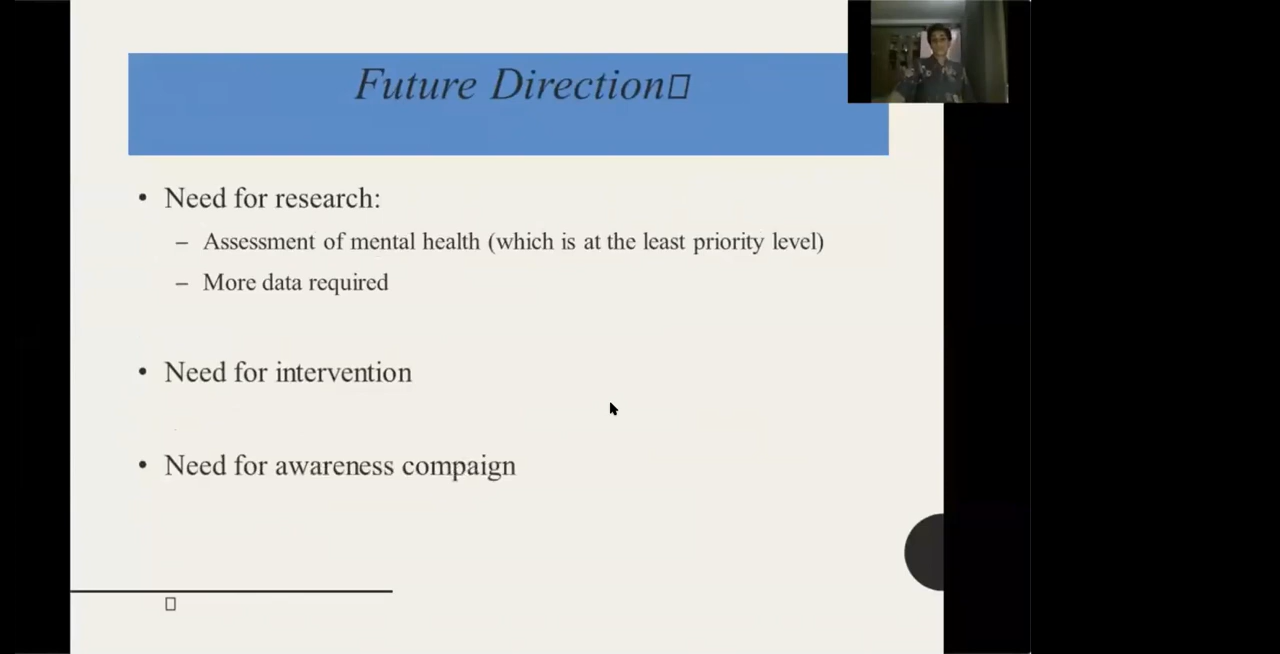 Future Direction
• Need for research:
– Assessment of mental health (which is at the least priority level)
– More data required
• Need for intervention
• Need for awareness compaign